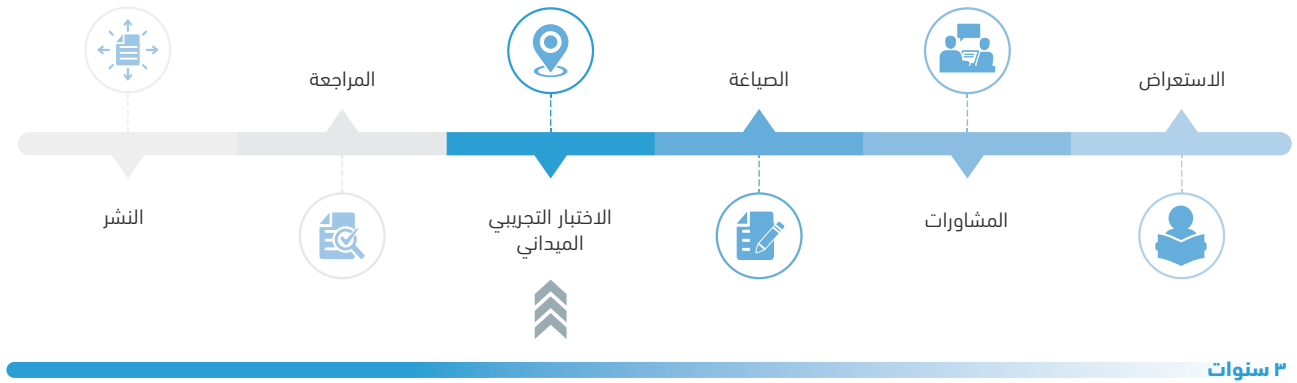 الاستعراض
المشاورات
الصياغة
الاختبار التجريبي
الميداني
المراجعة
النشر
٣ سنوات